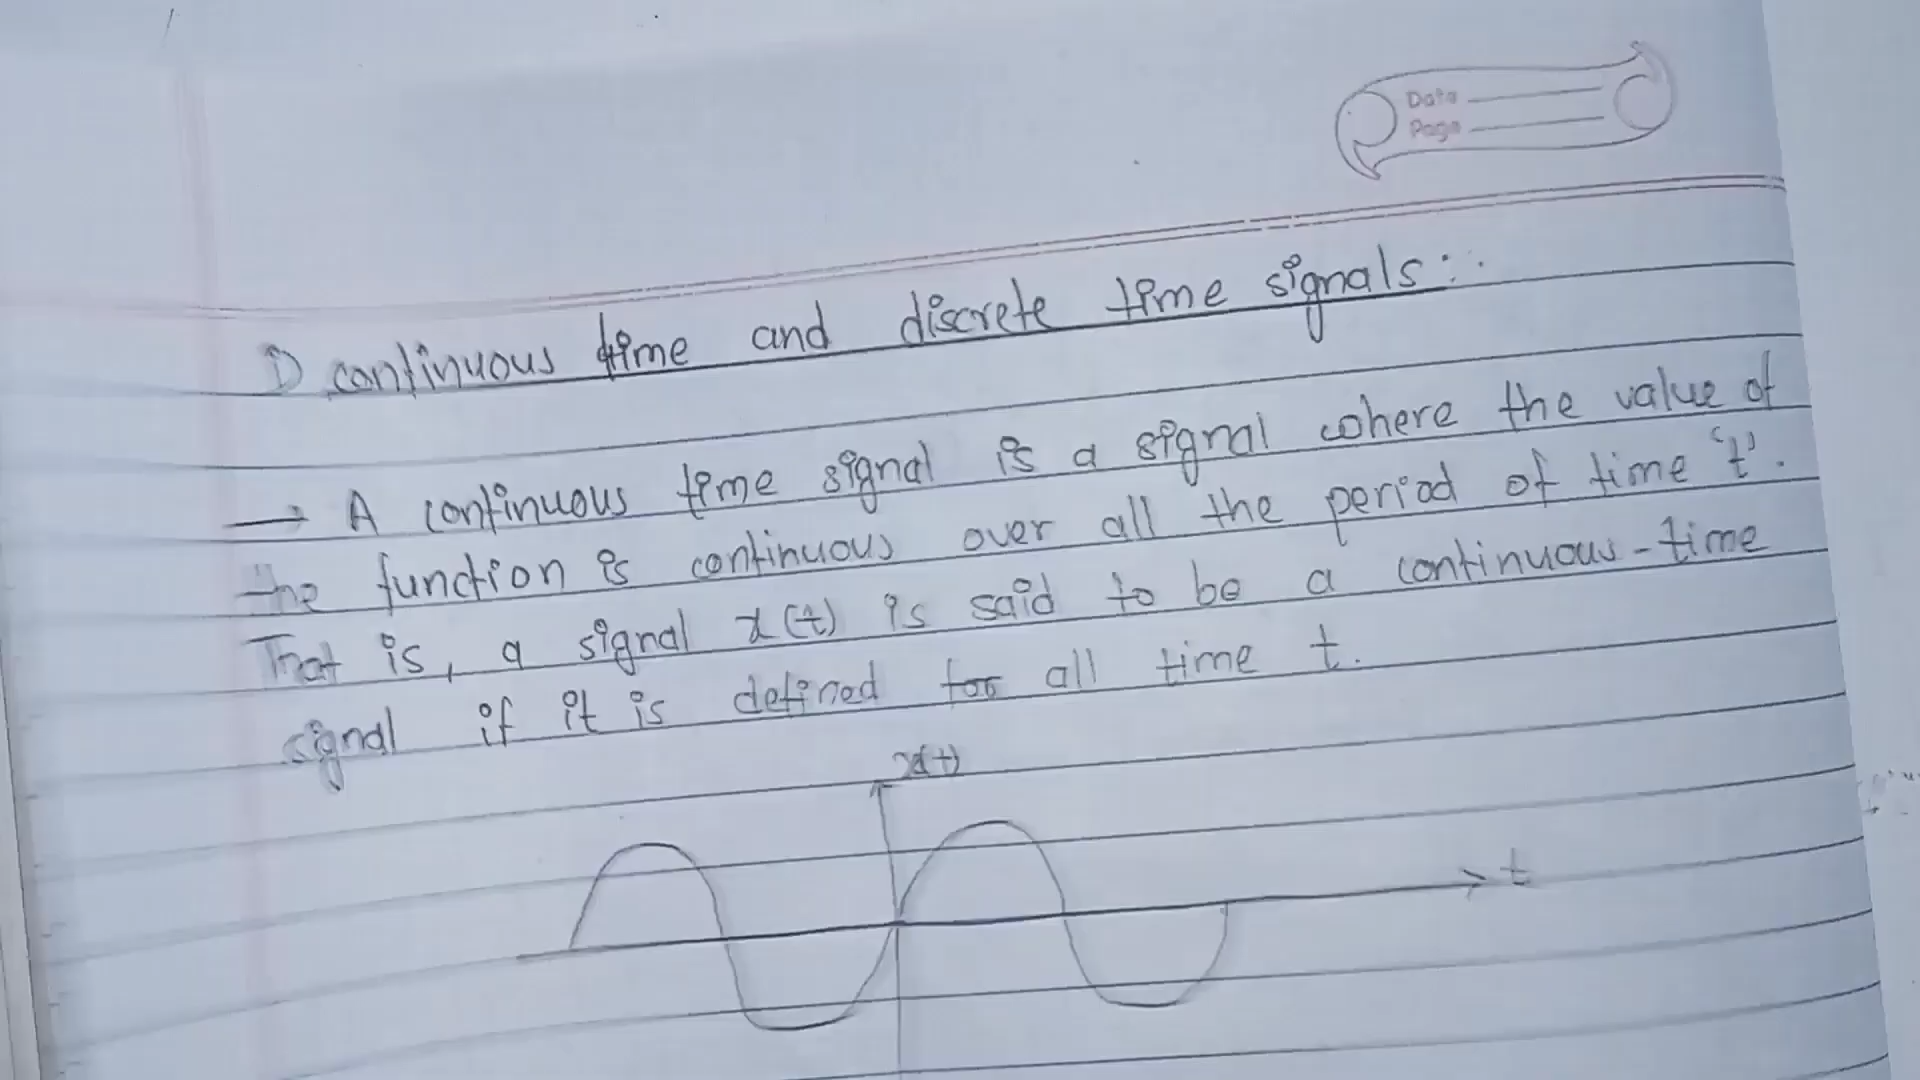 Date
Page
1) continuous time and discrete time signals:-
→ A continuous time signal is a signal where the value of
the function is continuous over all the period of time 't'.
That is, a signal x(t) is said to be a continuous-time
signal if it is defined for all time t.
x(t)
t